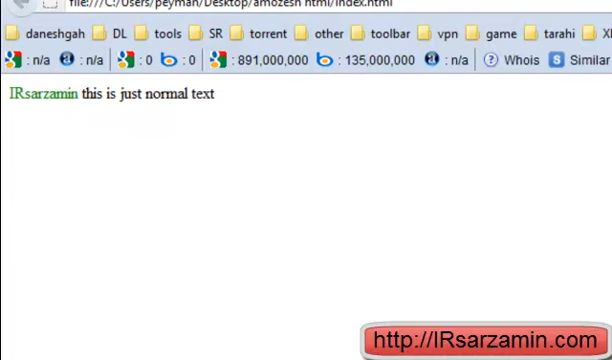 file:///C:/Users/peyman/Desktop/amozesh html/index.html
daneshgah DL tools SR torrent other toolbar vpn game tarahi
: n/a : n/a : 0 : 0 : 891,000,000 : 135,000,000 : n/a ? Whois S Similar
IRsarzamin this is just normal text
http://IRsarzamin.com